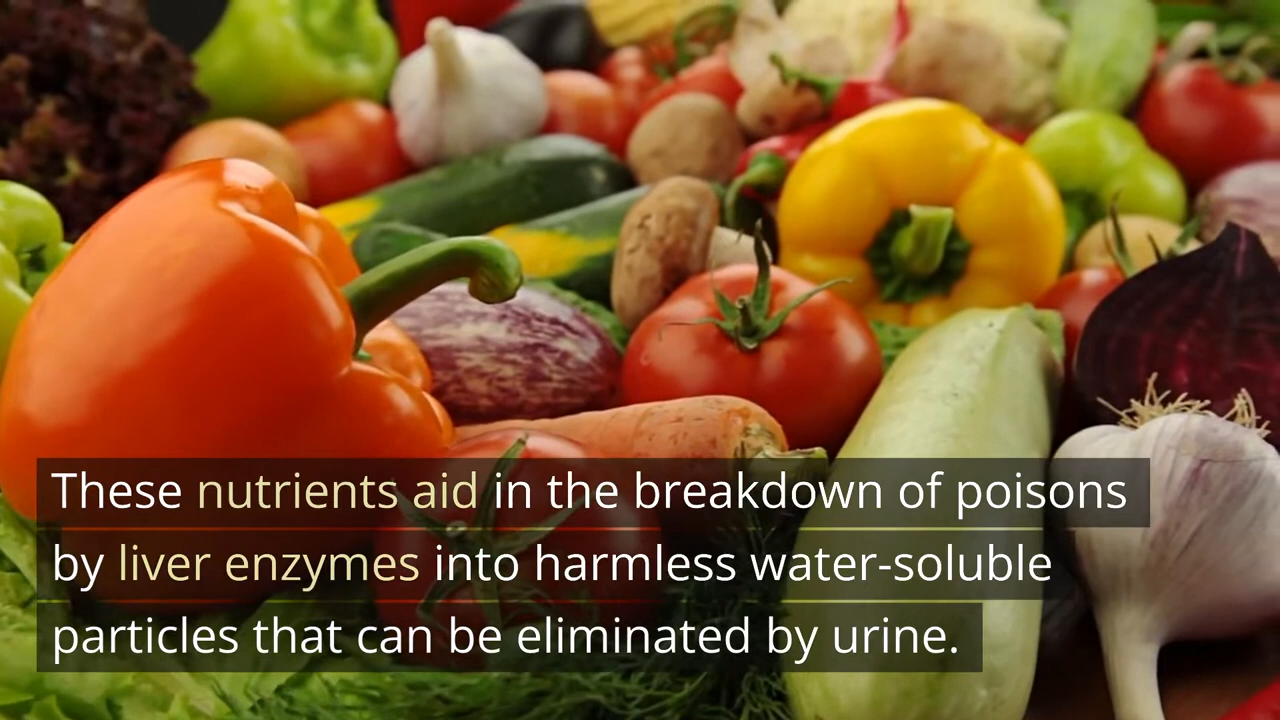 These nutrients aid in the breakdown of poisons
by liver enzymes into harmless water-soluble
particles that can be eliminated by urine.